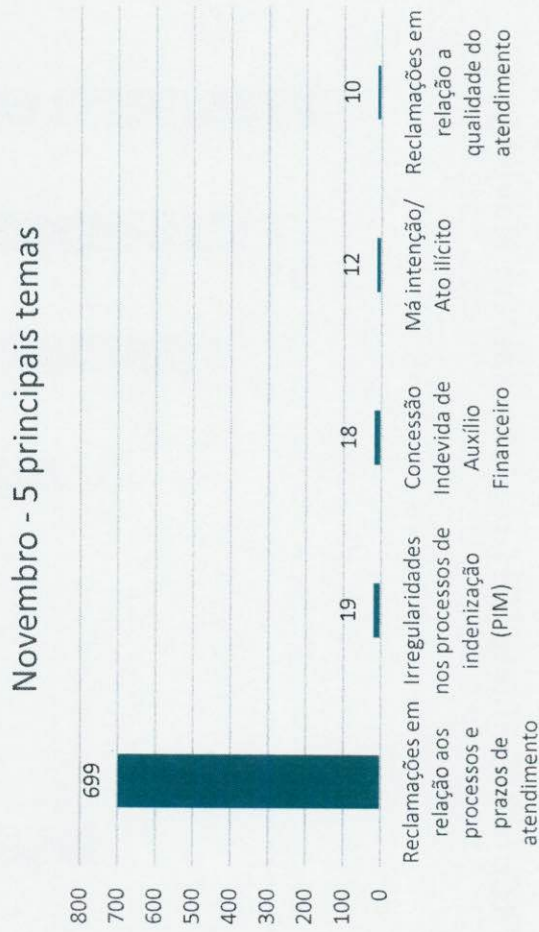 Novembro - 5 principais temas
800
700
600
500
400
300
200
100
0
699
19
18
12
10
Reclamações em
relação aos
processos e
prazos de
atendimento
Irregularidades
nos processos de
indenização
(PIM)
Concessão
Indevida de
Auxílio
Financeiro
Má intenção/
Ato ilícito
Reclamações em
relação a
qualidade do
atendimento